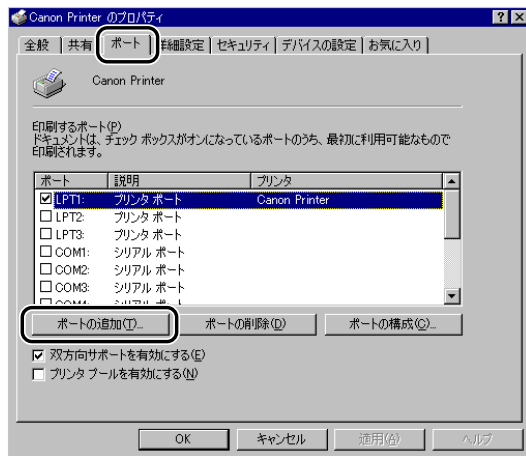 Canon Printer のプロパティ
全般 共有 ポート 詳細設定 セキュリティ デバイスの設定 お気に入り
Canon Printer
印刷するポート(P)
ドキュメントは、チェック ボックスがオンになっているポートのうち、最初に利用可能なもので
印刷されます。
ポート 説明 プリンタ
LPT1: プリンタ ポート Canon Printer
LPT2: プリンタ ポート
LPT3: プリンタ ポート
COM1: シリアル ポート
COM2: シリアル ポート
COM3: シリアル ポート
COM4: シリアル ポート
ポートの追加(T)... ポートの削除(D) ポートの構成(C)...
双方向サポートを有効にする(E)
プリンタ プールを有効にする(N)
OK キャンセル 適用(A) ヘルプ